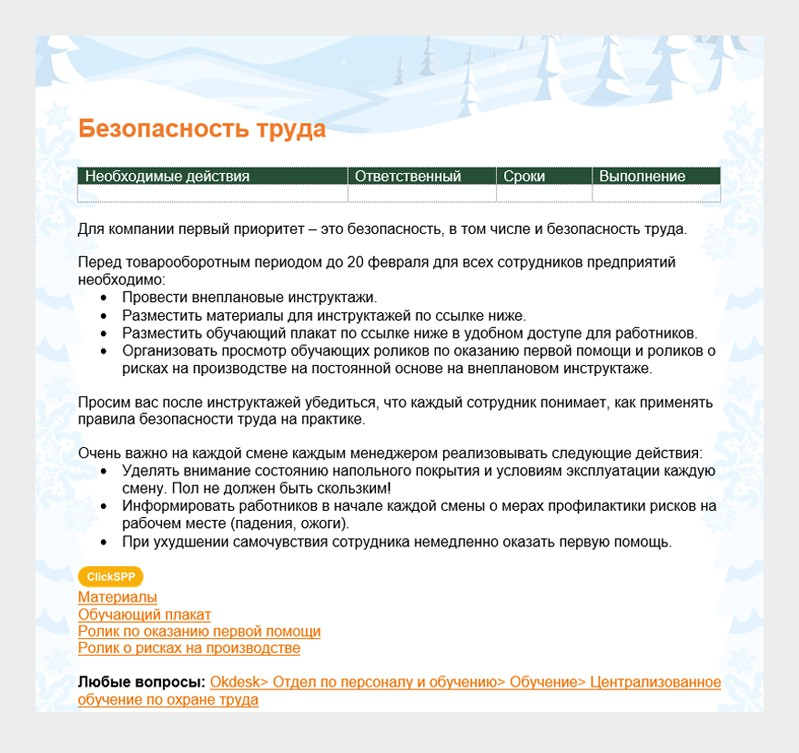 Безопасность труда
Необходимые действия Ответственный Сроки Выполнение
Для компании первый приоритет – это безопасность, в том числе и безопасность труда.
Перед товарооборотным периодом до 20 февраля для всех сотрудников предприятий
необходимо:
• Провести внеплановые инструктажи.
• Разместить материалы для инструктажей по ссылке ниже.
• Разместить обучающий плакат по ссылке ниже в удобном доступе для работников.
• Организовать просмотр обучающих роликов по оказанию первой помощи и роликов о
рисках на производстве на постоянной основе на внеплановом инструктаже.
Просим вас после инструктажей убедиться, что каждый сотрудник понимает, как применять
правила безопасности труда на практике.
Очень важно на каждой смене каждым менеджером реализовывать следующие действия:
• Уделять внимание состоянию напольного покрытия и условиям эксплуатации каждую
смену. Пол не должен быть скользким!
• Информировать работников в начале каждой смены о мерах профилактики рисков на
рабочем месте (падения, ожоги).
• При ухудшении самочувствия сотрудника немедленно оказать первую помощь.
ClickSPP
Материалы
Обучающий плакат
Ролик по оказанию первой помощи
Ролик о рисках на производстве
Любые вопросы: Okdesk> Отдел по персоналу и обучению> Обучение> Централизованное
обучение по охране труда